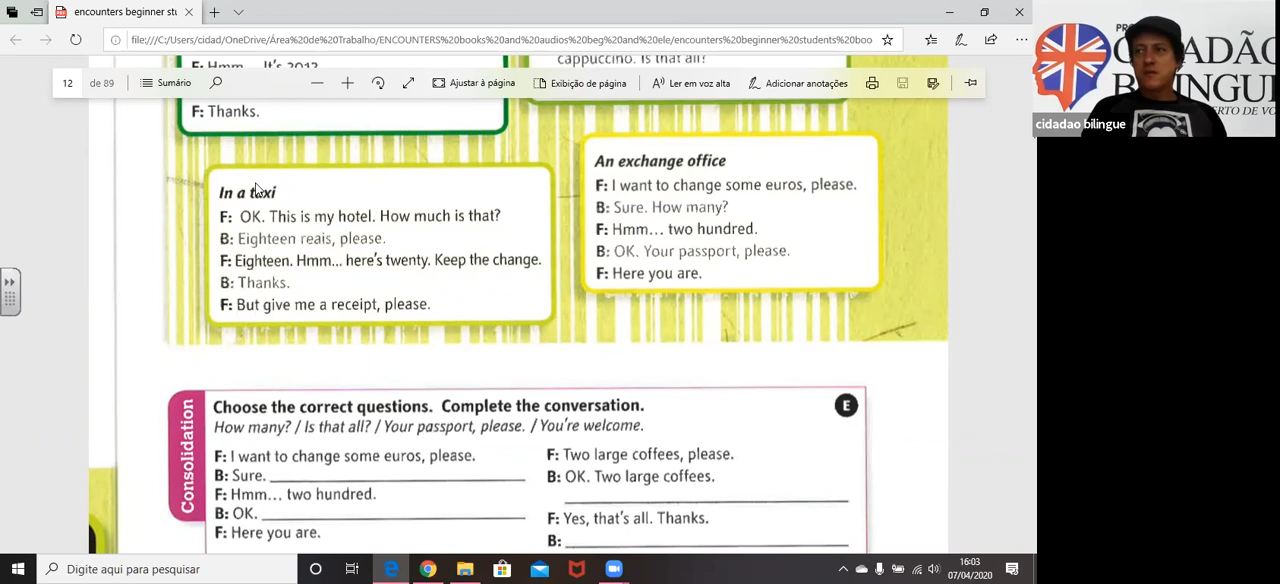 encounters beginner stu
file:///C:/Users/cidad/OneDrive/Área%20de%20Trabalho/ENCOUNTERS%20books%20and%20audios%20beg%20and%20ele/encounters%20beginner%20students%20boo
12 de 89 Sumário Ajustar à página Exibição de página Ler em voz alta Adicionar anotações
F: Hmm... It's 2012
F: Thanks.
cappuccino. Is that all?
In a taxi
F: OK. This is my hotel. How much is that?
B: Eighteen reais, please.
F: Eighteen. Hmm... here's twenty. Keep the change.
B: Thanks.
F: But give me a receipt, please.
An exchange office
F: I want to change some euros, please.
B: Sure. How many?
F: Hmm... two hundred.
B: OK. Your passport, please.
F: Here you are.
Consolidation
Choose the correct questions. Complete the conversation.
E
How many? / Is that all? / Your passport, please. / You're welcome.
F: I want to change some euros, please.
B: Sure.
F: Hmm... two hundred.
B: OK.
F: Here you are.
F: Two large coffees, please.
B: OK. Two large coffees.
F: Yes, that's all. Thanks.
B:
Digite aqui para pesquisar
16:03
07/04/2020
CIDADÃO
cidadao bilingue